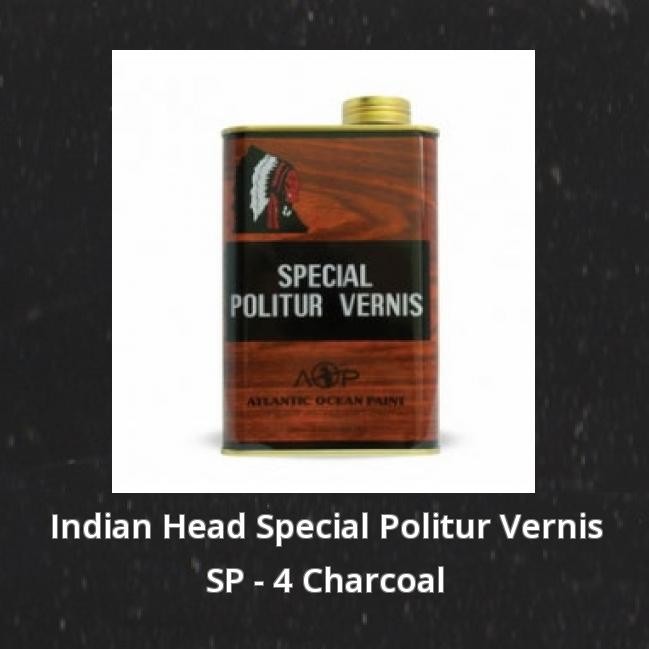 SPECIAL
POLITUR VERNIS
AOP
ATLANTIC OCEAN PAINT
Indian Head Special Politur Vernis
SP - 4 Charcoal